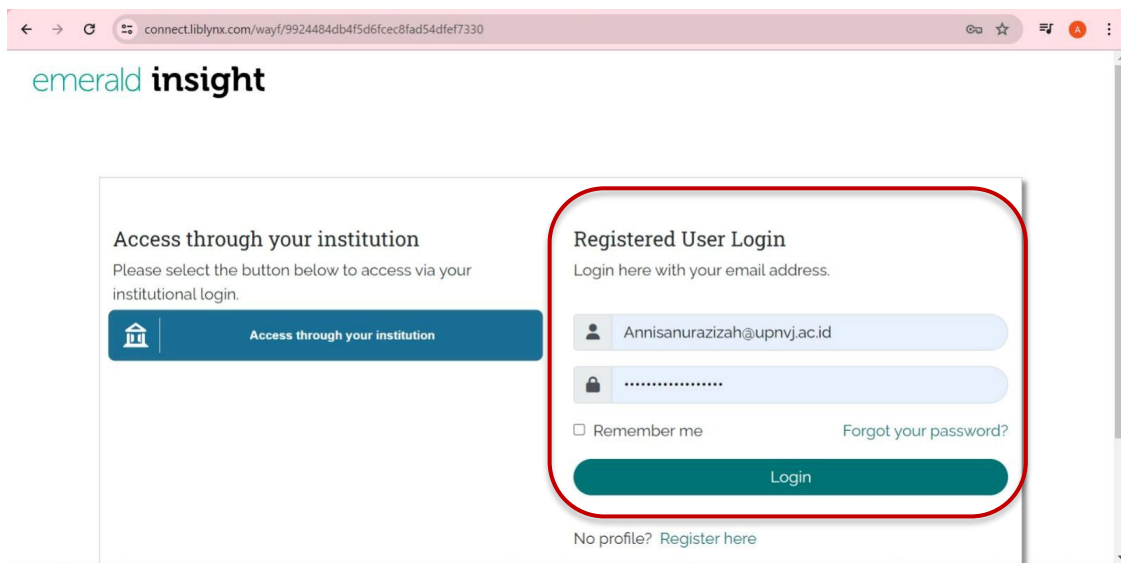 connect.liblynx.com/wayf/9924484db4f5d6fcec8fad54dfef7330
A
emerald insight
Access through your institution
Please select the button below to access via your
institutional login.
Access through your institution
Registered User Login
Login here with your email address.
Annisanurazizah@upnvj.ac.id
••••••••••••••••••
Remember me
Forgot your password?
Login
No profile? Register here